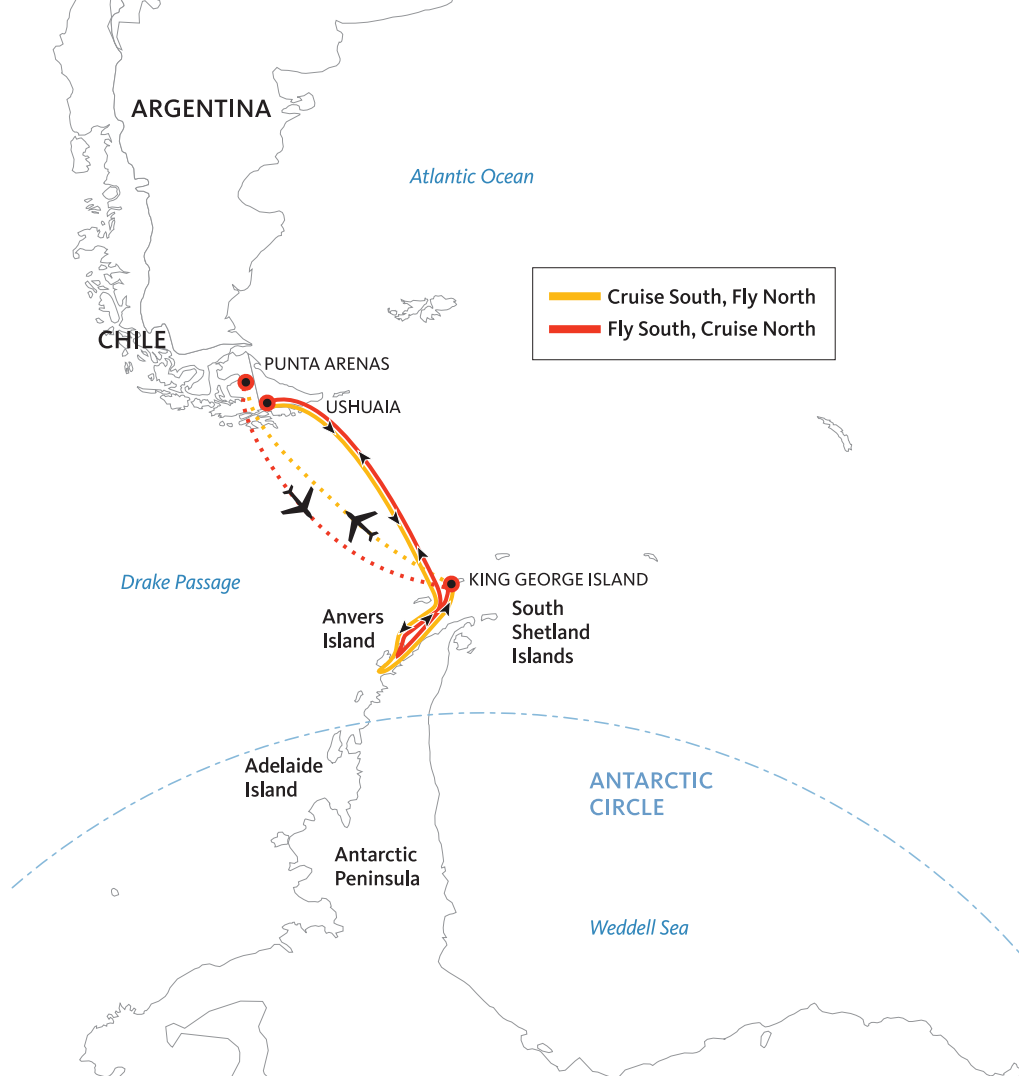 ARGENTINA
Atlantic Ocean
Cruise South, Fly North
Fly South, Cruise North
CHILE
PUNTA ARENAS
USHUAIA
Drake Passage
KING GEORGE ISLAND
Anvers
Island
South
Shetland
Islands
Adelaide
Island
ANTARCTIC
CIRCLE
Antarctic
Peninsula
Weddell Sea